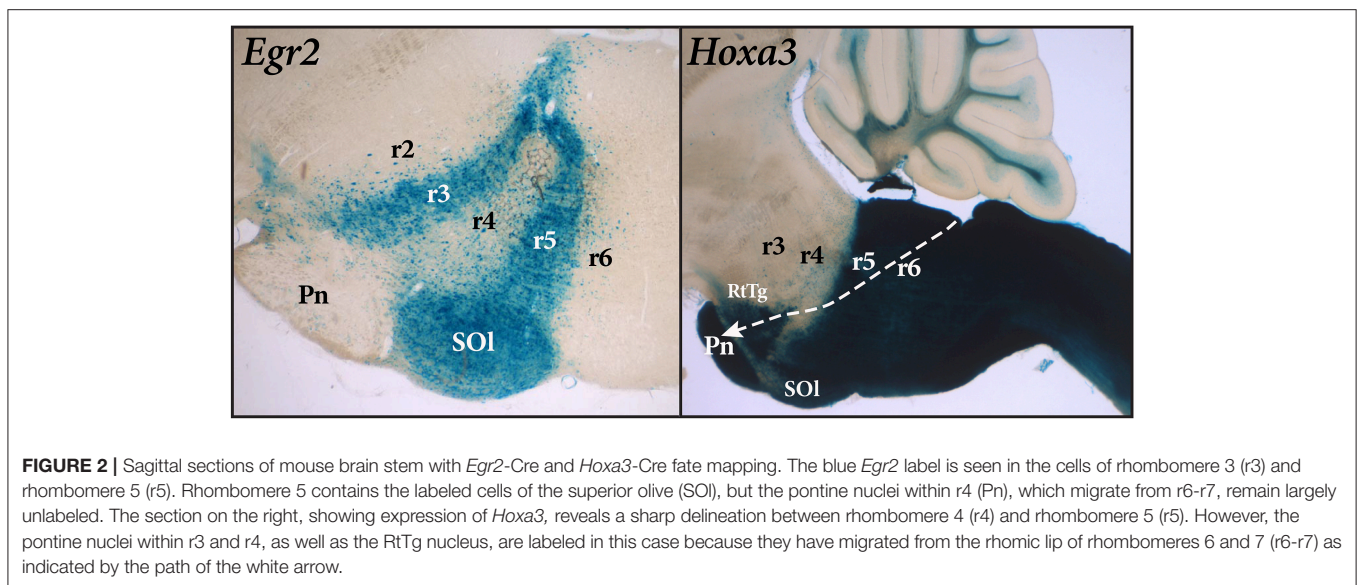 Egr2
r2
r3
r4
r5
r6
Pn
SOl
Hoxa3
r3
r4
r5
r6
RtTg
Pn
SOl
FIGURE 2 | Sagittal sections of mouse brain stem with Egr2-Cre and Hoxa3-Cre fate mapping. The blue Egr2 label is seen in the cells of rhombomere 3 (r3) and
rhombomere 5 (r5). Rhombomere 5 contains the labeled cells of the superior olive (SOl), but the pontine nuclei within r4 (Pn), which migrate from r6-r7, remain largely
unlabeled. The section on the right, showing expression of Hoxa3, reveals a sharp delineation between rhombomere 4 (r4) and rhombomere 5 (r5). However, the
pontine nuclei within r3 and r4, as well as the RtTg nucleus, are labeled in this case because they have migrated from the rhomic lip of rhombomeres 6 and 7 (r6-r7) as
indicated by the path of the white arrow.